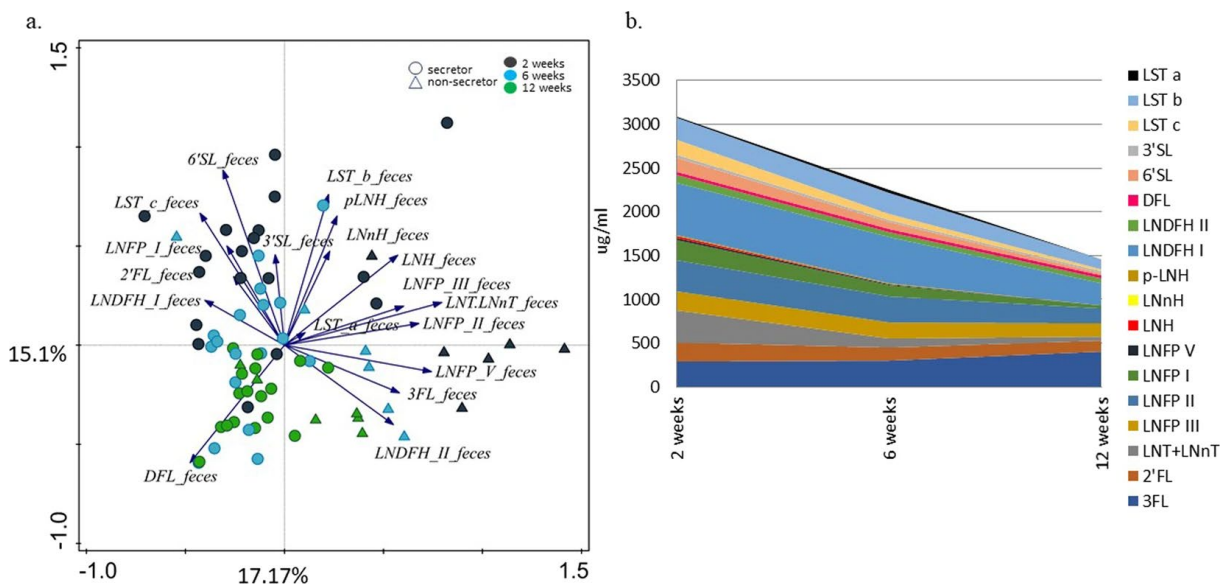 a.
1.5
secretor
non-secretor
2 weeks
6 weeks
12 weeks
6'SL_feces
LST_b_feces
pLNH_feces
LST_c_feces
3'SL_feces
LNnH_feces
LNFP_I_feces
LNH_feces
2'FL_feces
LNFP_III_feces
LNDFH_I_feces
LNT.LNnT_feces
LST_a_feces
LNFP_II_feces
15.1%
LNFP_V_feces
3FL_feces
LNDFH_II_feces
DFL_feces
-1.0
-1.0
17.17%
1.5
b.
ug/ml
3500
3000
2500
2000
1500
1000
500
0
2 weeks
6 weeks
12 weeks
LST a
LST b
LST c
3'SL
6'SL
DFL
LNDFH II
LNDFH I
p-LNH
LNnH
LNH
LNFP V
LNFP I
LNFP II
LNFP III
LNT+LNnT
2'FL
3FL